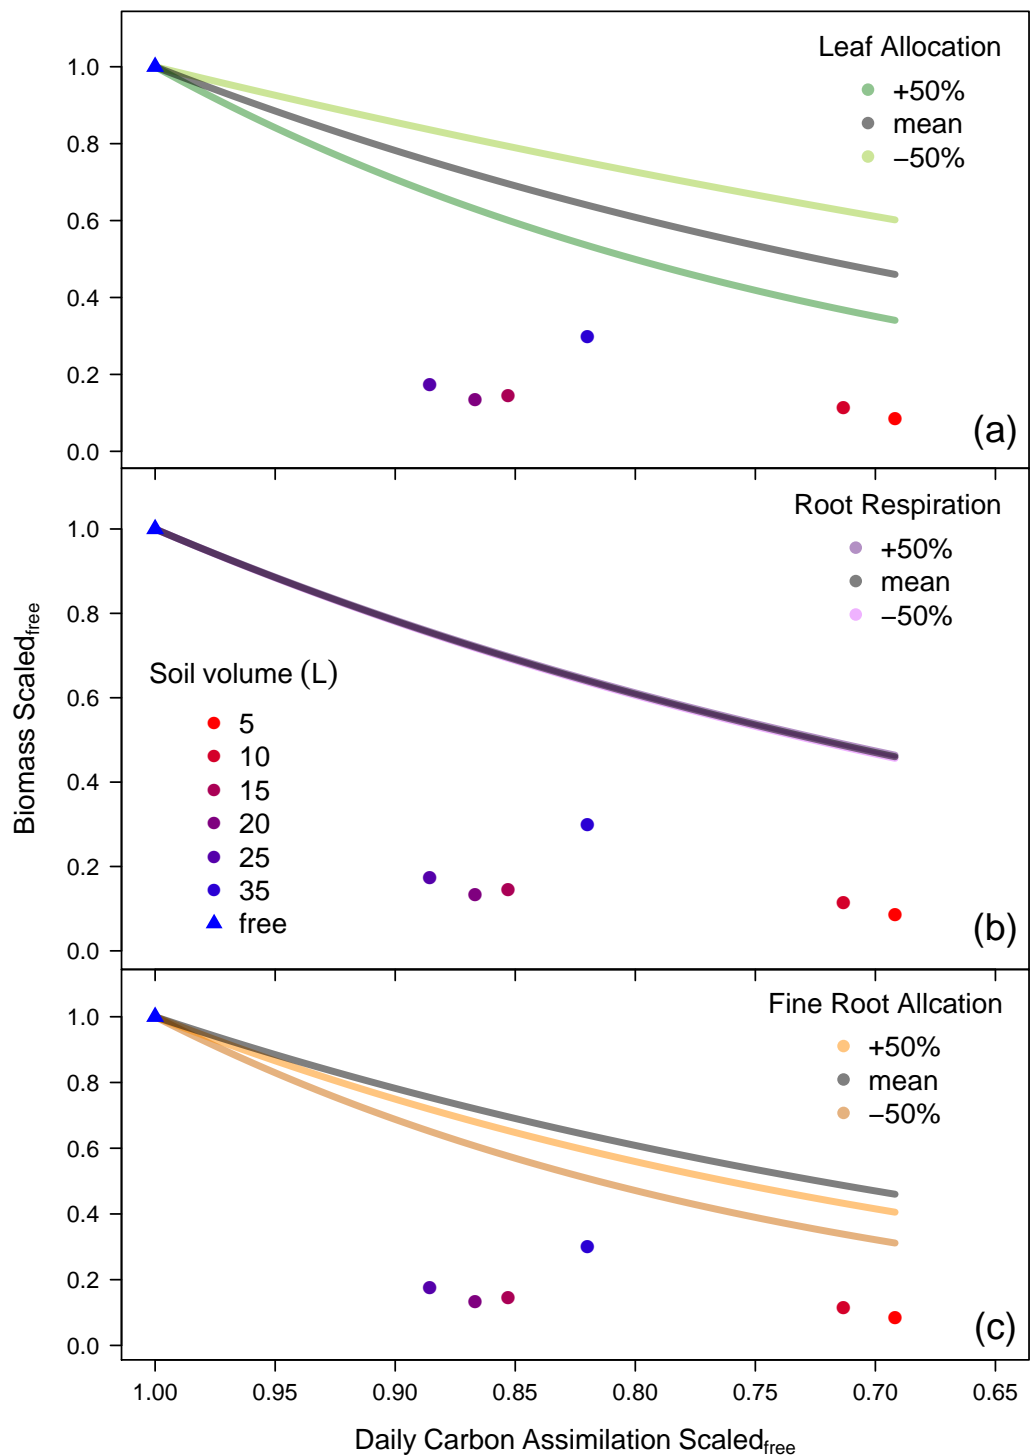 Leaf Allocation
+50%
mean
−50%
1.0
0.8
0.6
0.4
0.2
0.0
(a)
Root Respiration
+50%
mean
−50%
1.0
0.8
0.6
0.4
0.2
0.0
Biomass Scaled_free
Soil volume (L)
5
10
15
20
25
35
free
(b)
Fine Root Allcation
+50%
mean
−50%
1.0
0.8
0.6
0.4
0.2
0.0
(c)
1.00 0.95 0.90 0.85 0.80 0.75 0.70 0.65
Daily Carbon Assimilation Scaled_free